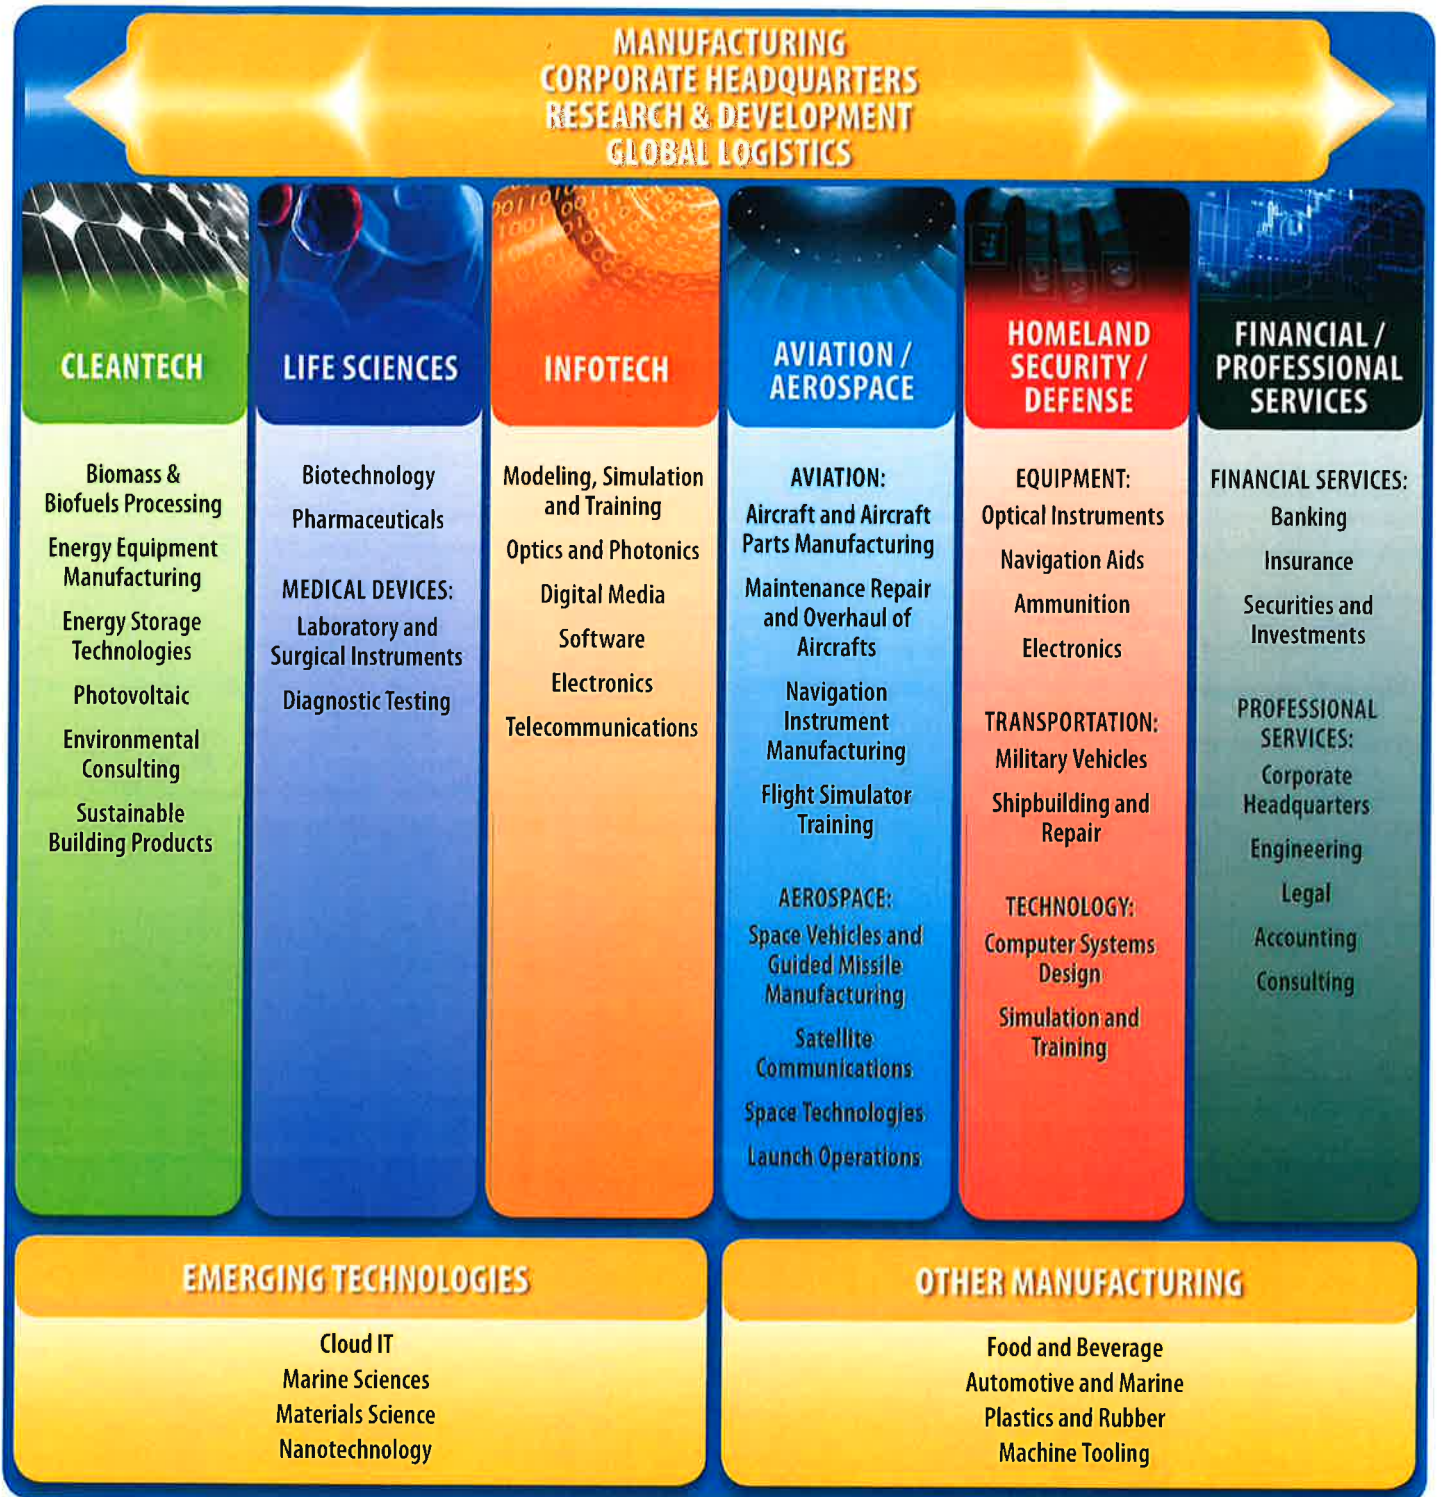 MANUFACTURING
CORPORATE HEADQUARTERS
RESEARCH & DEVELOPMENT
GLOBAL LOGISTICS
CLEANTECH
Biomass &
Biofuels Processing
Energy Equipment
Manufacturing
Energy Storage
Technologies
Photovoltaic
Environmental
Consulting
Sustainable
Building Products
LIFE SCIENCES
Biotechnology
Pharmaceuticals
MEDICAL DEVICES:
Laboratory and
Surgical Instruments
Diagnostic Testing
INFOTECH
Modeling, Simulation
and Training
Optics and Photonics
Digital Media
Software
Electronics
Telecommunications
AVIATION /
AEROSPACE
AVIATION:
Aircraft and Aircraft
Parts Manufacturing
Maintenance Repair
and Overhaul of
Aircrafts
Navigation
Instrument
Manufacturing
Flight Simulator
Training
AEROSPACE:
Space Vehicles and
Guided Missile
Manufacturing
Satellite
Communications
Space Technologies
Launch Operations
HOMELAND
SECURITY /
DEFENSE
EQUIPMENT:
Optical Instruments
Navigation Aids
Ammunition
Electronics
TRANSPORTATION:
Military Vehicles
Shipbuilding and
Repair
TECHNOLOGY:
Computer Systems
Design
Simulation and
Training
FINANCIAL /
PROFESSIONAL
SERVICES
FINANCIAL SERVICES:
Banking
Insurance
Securities and
Investments
PROFESSIONAL
SERVICES:
Corporate
Headquarters
Engineering
Legal
Accounting
Consulting
EMERGING TECHNOLOGIES
Cloud IT
Marine Sciences
Materials Science
Nanotechnology
OTHER MANUFACTURING
Food and Beverage
Automotive and Marine
Plastics and Rubber
Machine Tooling